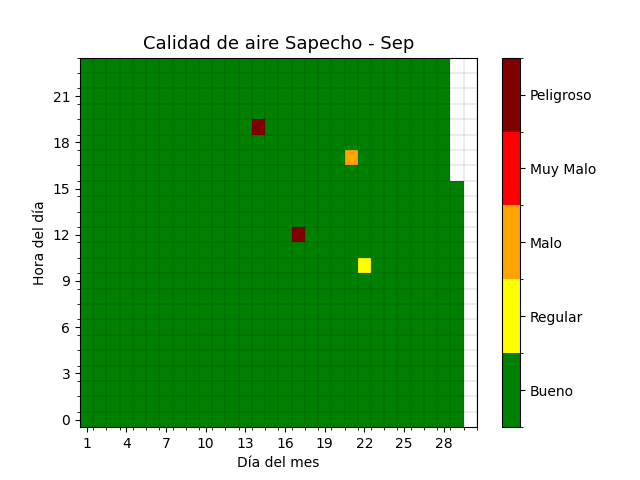 Calidad de aire Sapecho - Sep
Hora del día
21
18
15
12
9
6
3
0
1 4 7 10 13 16 19 22 25 28
Día del mes
Peligroso
Muy Malo
Malo
Regular
Bueno